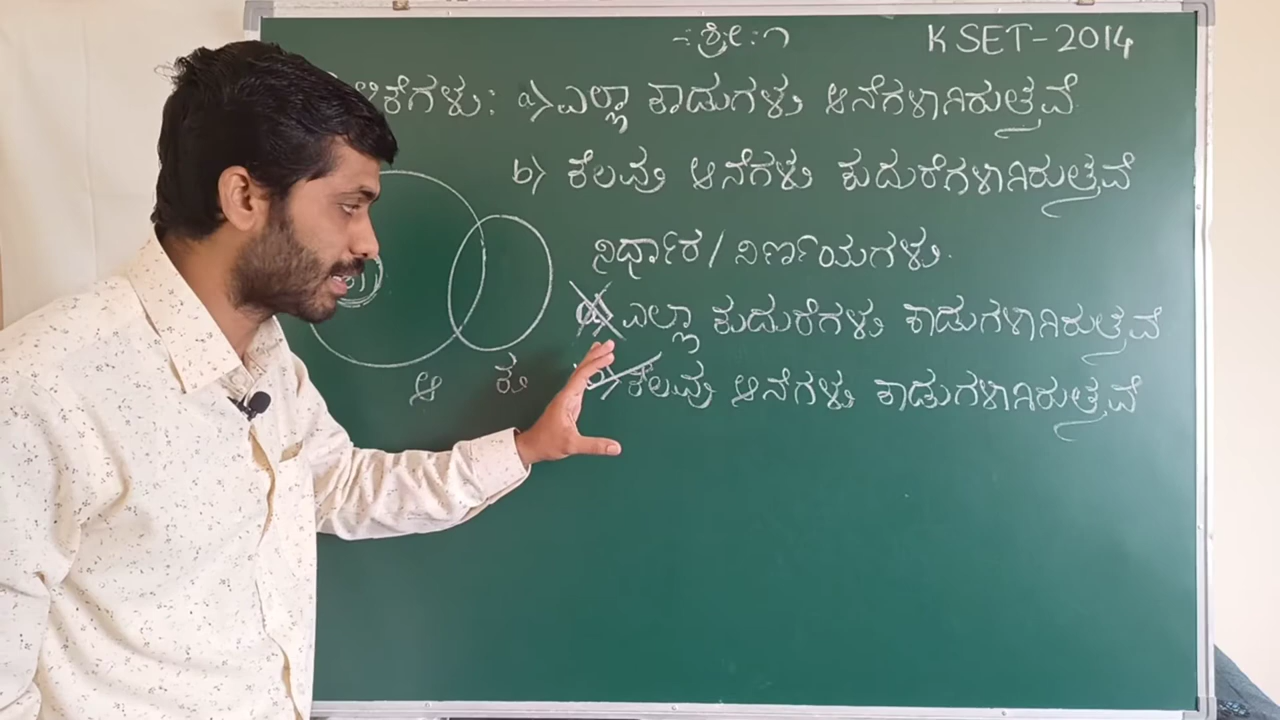 -:ಶ್ರೀ:-
KSET-2014
ಳಿಕೆಗಳು: a> ಎಲ್ಲಾ ಕಾಡುಗಳು ಆನೆಗಳಾಗಿರುತ್ತವೆ
b> ಕೆಲವು ಆನೆಗಳು ಕುದುರೆಗಳಾಗಿರುತ್ತವೆ
ನಿರ್ಧಾರ/ನಿರ್ಣಯಗಳು.
a> ಎಲ್ಲಾ ಕುದುರೆಗಳು ಕಾಡುಗಳಾಗಿರುತ್ತವೆ
b> ಕೆಲವು ಆನೆಗಳು ಕಾಡುಗಳಾಗಿರುತ್ತವೆ
ಆ ಕು